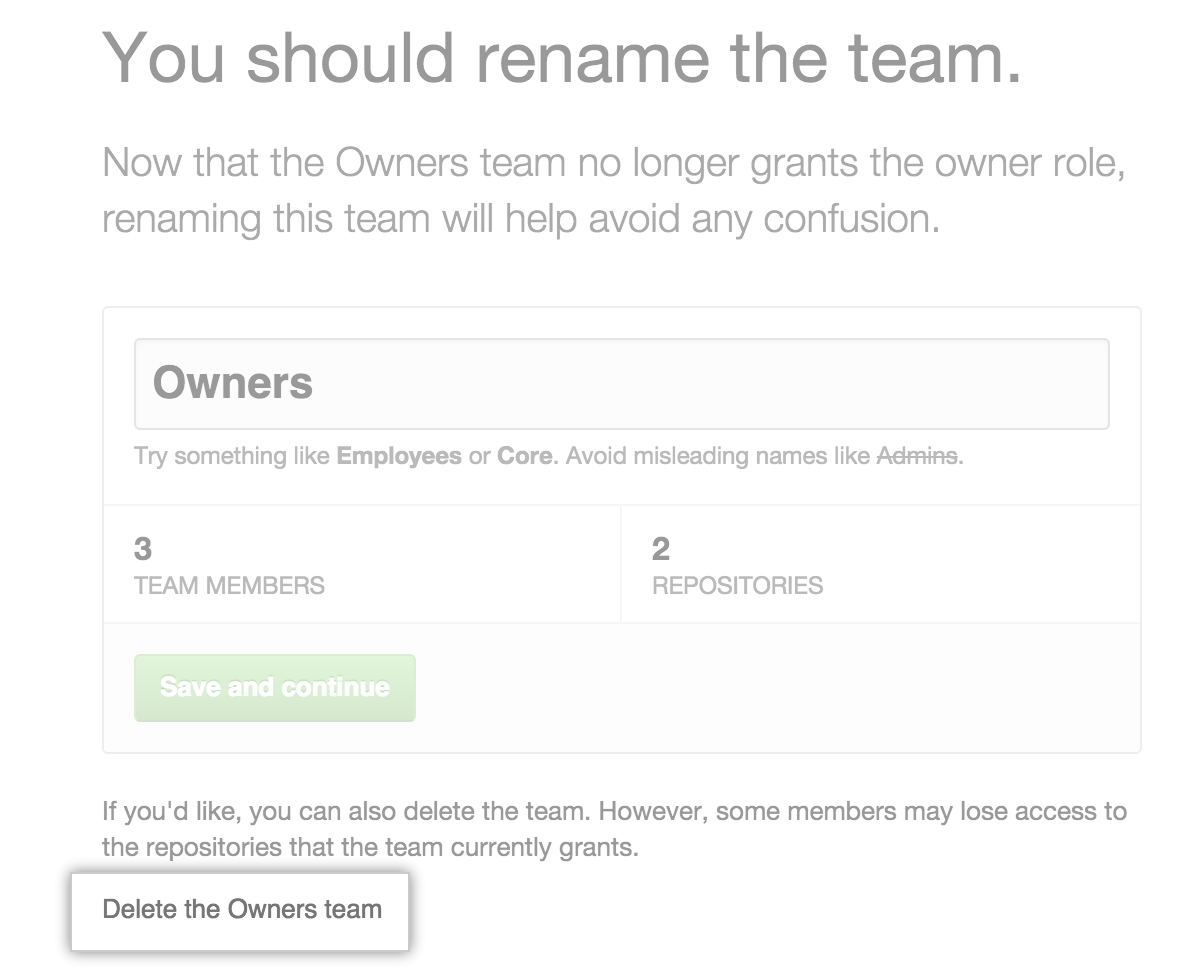 You should rename the team.
Now that the Owners team no longer grants the owner role,
renaming this team will help avoid any confusion.
Owners
Try something like Employees or Core. Avoid misleading names like Admins.
3
TEAM MEMBERS
2
REPOSITORIES
Save and continue
If you'd like, you can also delete the team. However, some members may lose access to
the repositories that the team currently grants.
Delete the Owners team